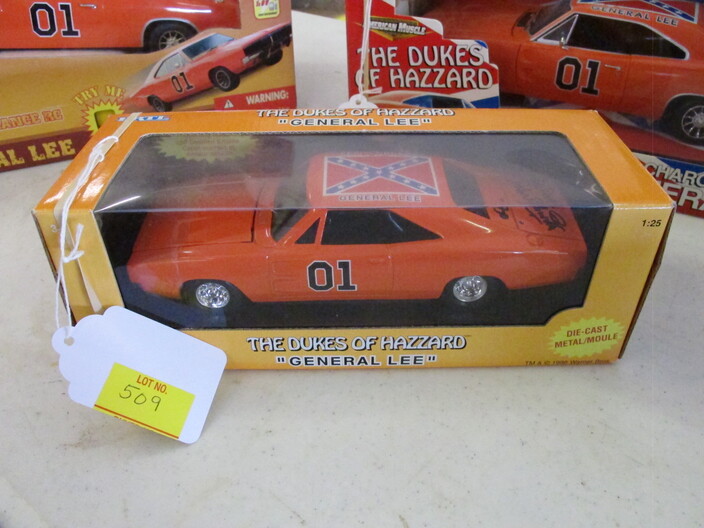 01
01
TRY ME
WARNING:
AMERICAN MUSCLE
THE DUKES
OF HAZZARD
GENERAL LEE
01
THE DUKES OF HAZZARD
"GENERAL LEE"
GENERAL LEE
01
1:25
THE DUKES OF HAZZARD
"GENERAL LEE"
DIE-CAST
METAL/MOULE
LOT NO.
509